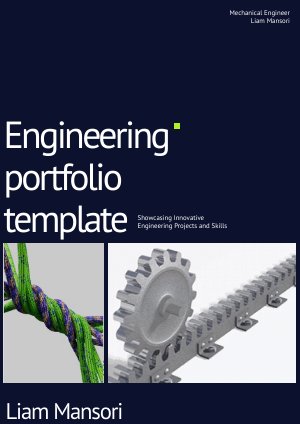 Mechanical Engineer
Liam Mansori
Engineering
portfolio
template
Showcasing Innovative
Engineering Projects and Skills
Liam Mansori